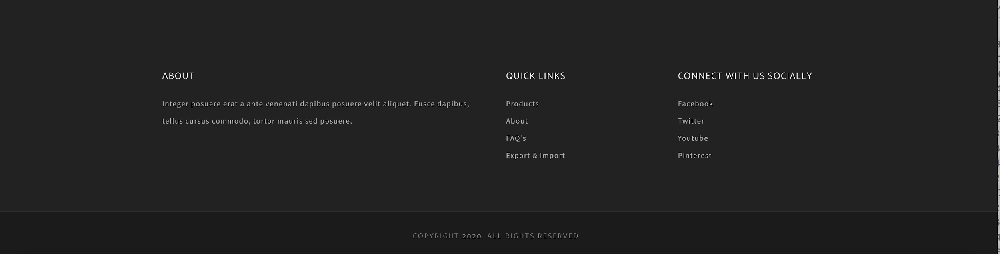 ABOUT
Integer posuere erat a ante venenati dapibus posuere velit aliquet. Fusce dapibus,
tellus cursus commodo, tortor mauris sed posuere.
QUICK LINKS
Products
About
FAQ’s
Export & Import
CONNECT WITH US SOCIALLY
Facebook
Twitter
Youtube
Pinterest
COPYRIGHT 2020. ALL RIGHTS RESERVED.